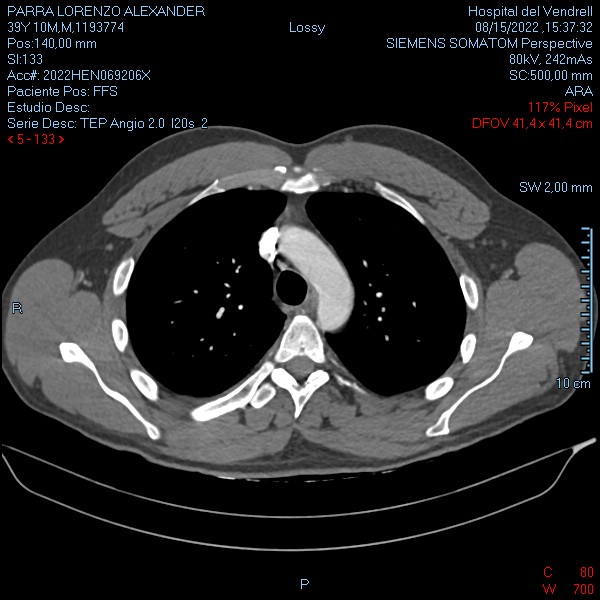 PARRA LORENZO ALEXANDER
39Y 10M,M,1193774
Pos:140,00 mm
SI:133
Acc#: 2022HEN069206X
Paciente Pos: FFS
Estudio Desc:
Serie Desc: TEP Angio 2.0 I20s 2
< 5 - 133 >
Lossy
Hospital del Vendrell
08/15/2022 ,15:37:32
SIEMENS SOMATOM Perspective
80kV, 242mAs
SC:500,00 mm
ARA
117% Pixel
DFOV 41,4 x 41,4 cm
SW 2,00 mm
R
10 cm
P
C 80
W 700